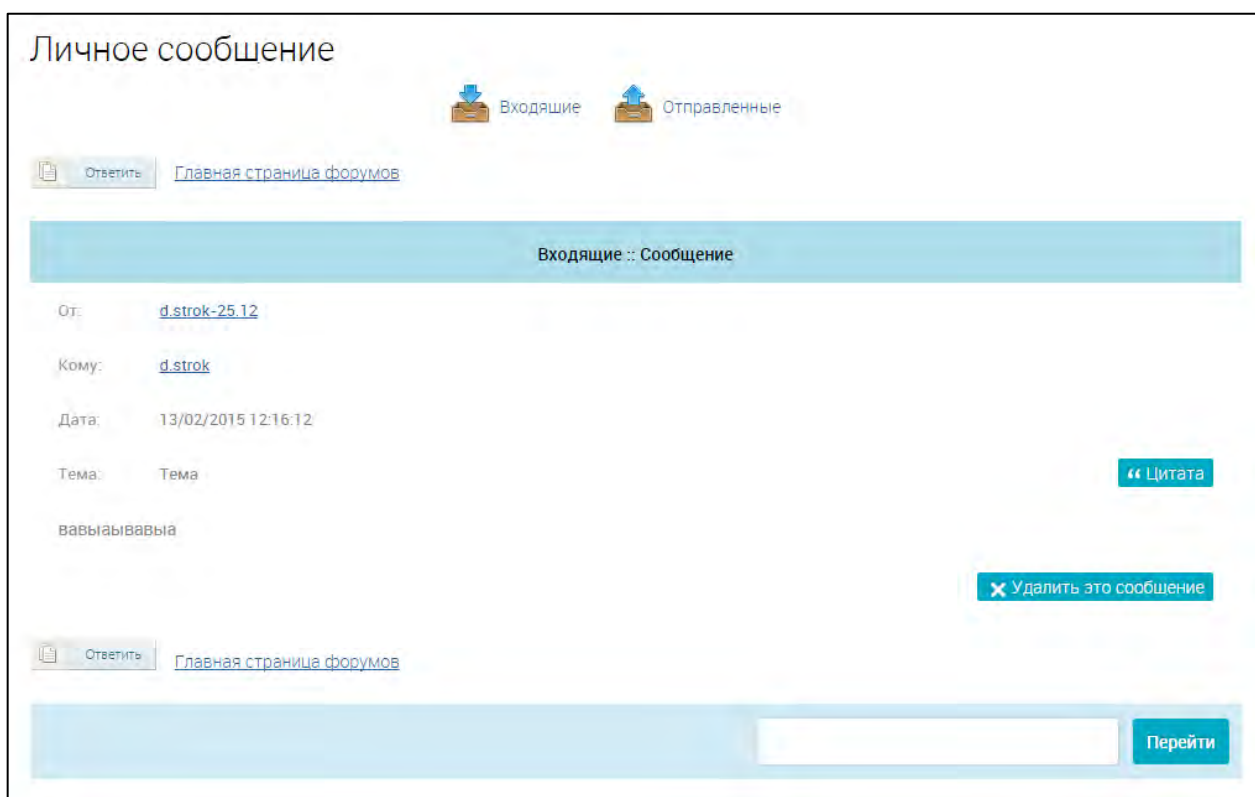 Личное сообщение
Входящие Отправленные
Ответить Главная страница форумов
Входящие :: Сообщение
От: d.strok-25.12
Кому: d.strok
Дата: 13/02/2015 12:16:12
Тема: Тема
“ Цитата
вавыаывавыа
Удалить это сообщение
Ответить Главная страница форумов
Перейти